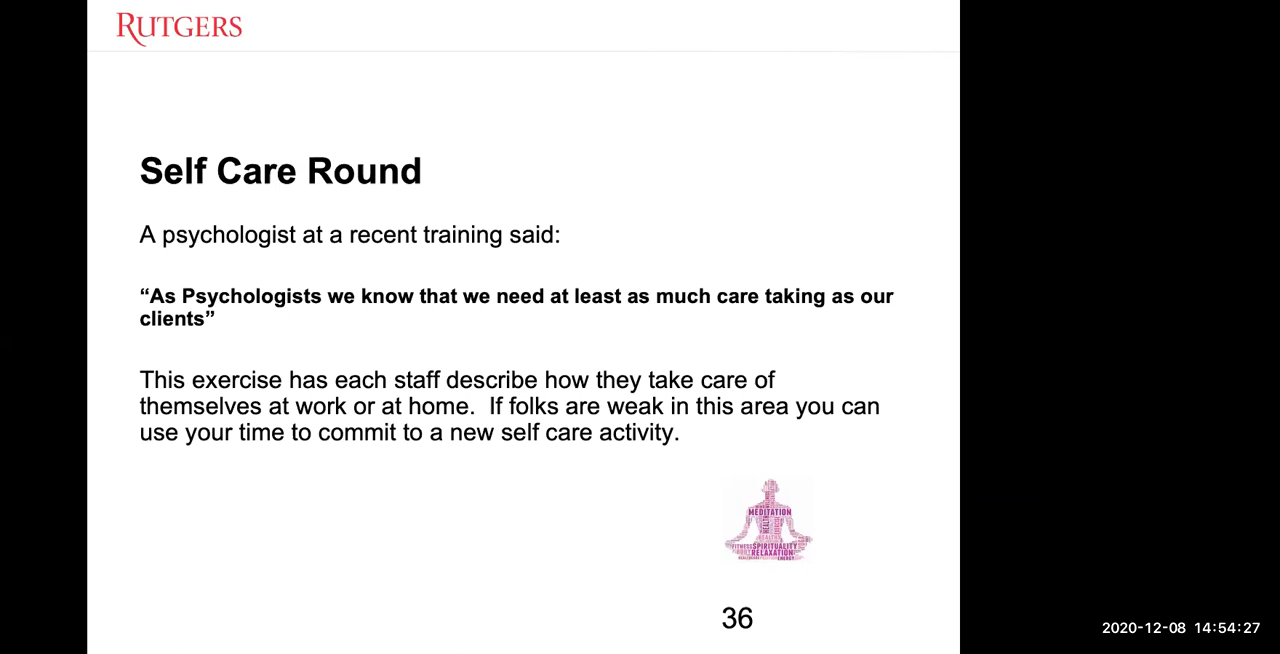 RUTGERS
Self Care Round
A psychologist at a recent training said:
“As Psychologists we know that we need at least as much care taking as our
clients”
This exercise has each staff describe how they take care of
themselves at work or at home.  If folks are weak in this area you can
use your time to commit to a new self care activity.
MEDITATION
HEALTH
FITNESS SPIRITUALITY
RELAXATION
ENERGY
36
2020-12-08 14:54:27